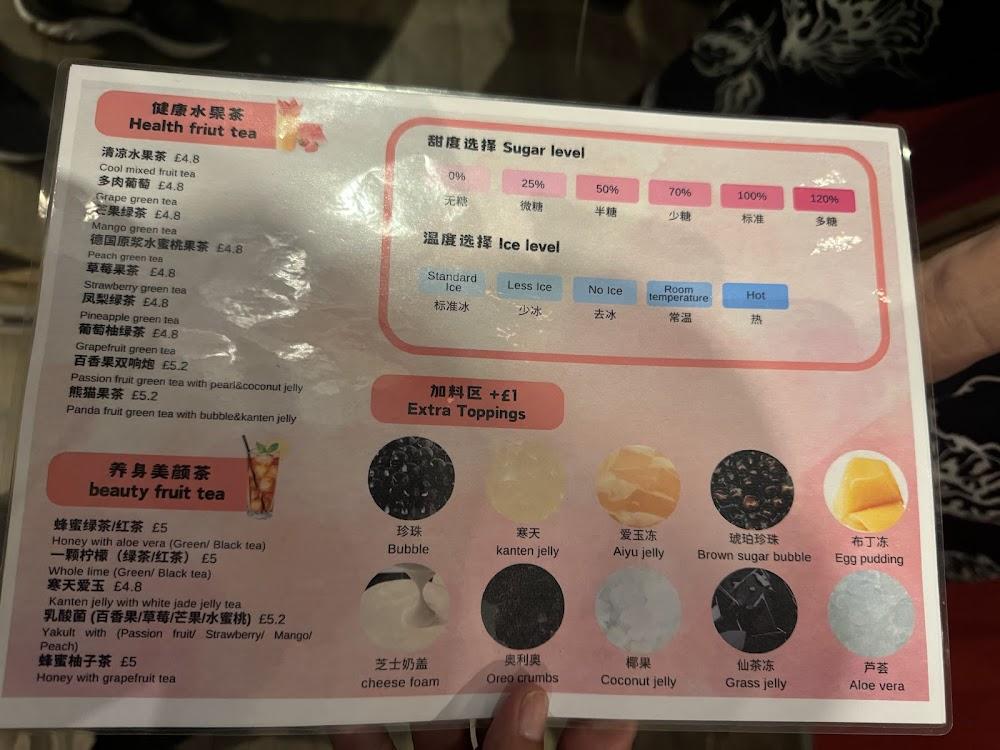 健康水果茶
Health friut tea
清凉水果茶 £4.8
Cool mixed fruit tea
多肉葡萄 £4.8
Grape green tea
芒果绿茶 £4.8
Mango green tea
德国原浆水蜜桃果茶 £4.8
Peach green tea
草莓果茶 £4.8
Strawberry green tea
凤梨绿茶 £4.8
Pineapple green tea
葡萄柚绿茶 £4.8
Grapefruit green tea
百香果双响炮 £5.2
Passion fruit green tea with pearl&coconut jelly
熊猫果茶 £5.2
Panda fruit green tea with bubble&kanten jelly
养身美颜茶
beauty fruit tea
蜂蜜绿茶/红茶 £5
Honey with aloe vera (Green/ Black tea)
一颗柠檬（绿茶/红茶） £5
Whole lime (Green/ Black tea)
寒天爱玉 £4.8
Kanten jelly with white jade jelly tea
乳酸菌 (百香果/草莓/芒果/水蜜桃) £5.2
Yakult with (Passion fruit/ Strawberry/ Mango/
Peach)
蜂蜜柚子茶 £5
Honey with grapefruit tea
甜度选择 Sugar level
0% 25% 50% 70% 100% 120%
无糖 微糖 半糖 少糖 标准 多糖
温度选择 Ice level
Standard Ice Less Ice No Ice Room temperature Hot
标准冰 少冰 去冰 常温 热
加料区 +£1
Extra Toppings
珍珠 寒天 爱玉冻 琥珀珍珠 布丁冻
Bubble kanten jelly Aiyu jelly Brown sugar bubble Egg pudding
芝士奶盖 奥利奥 椰果 仙茶冻 芦荟
cheese foam Oreo crumbs Coconut jelly Grass jelly Aloe vera